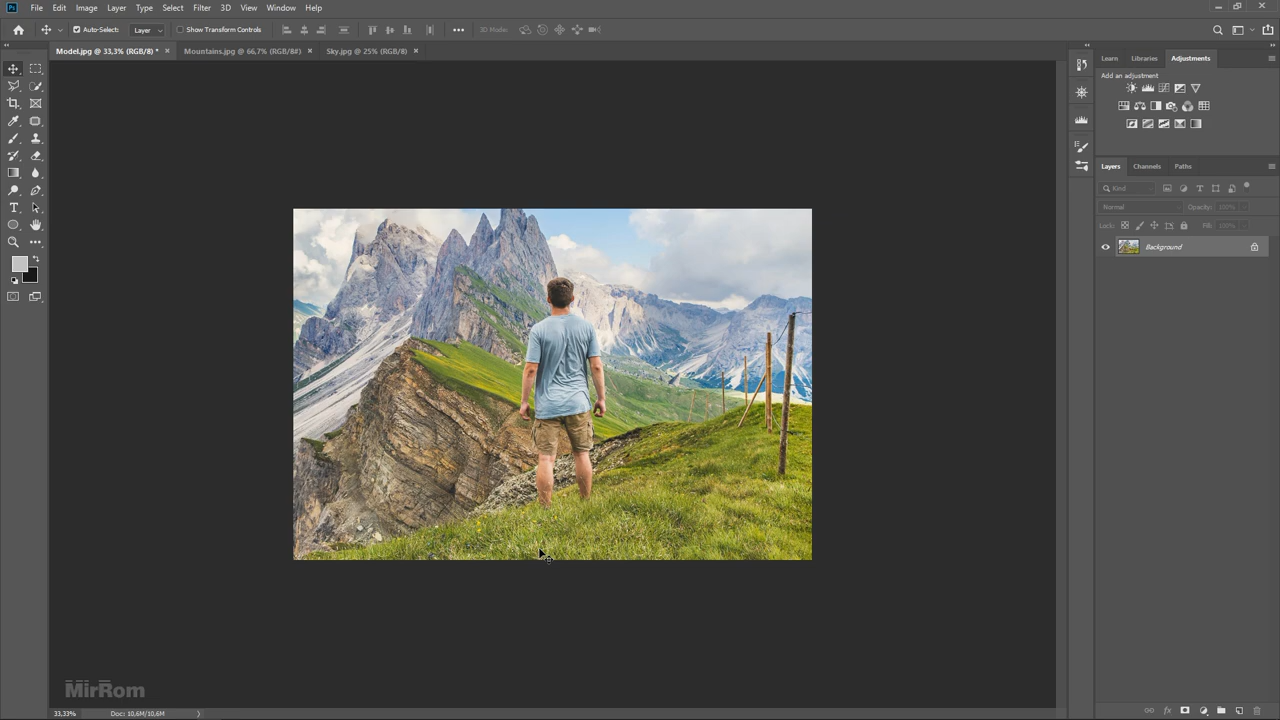 Ps File Edit Image Layer Type Select Filter 3D View Window Help
Auto-Select: Layer Show Transform Controls 3D Mode:
Model.jpg @ 33,3% (RGB/8) * × Mountains.jpg @ 66,7% (RGB/8#) × Sky.jpg @ 25% (RGB/8) ×
Learn Libraries Adjustments
Add an adjustment
Layers Channels Paths
Kind
Normal Opacity: 100%
Lock: Fill: 100%
Background
MirRom
33,33% Doc: 10,6M/10,6M